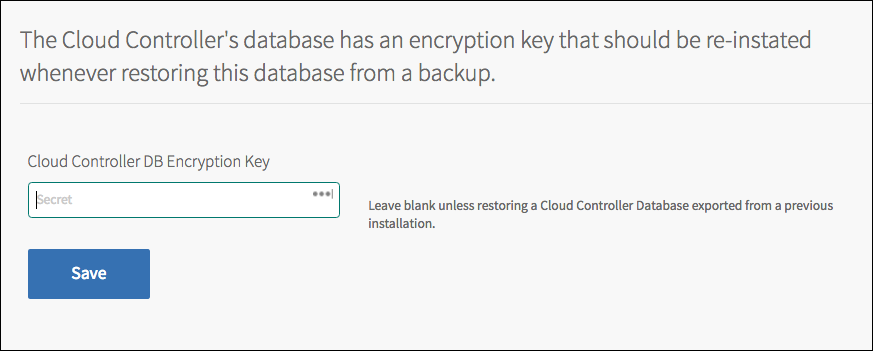 The Cloud Controller's database has an encryption key that should be re-instated
whenever restoring this database from a backup.
Cloud Controller DB Encryption Key
Secret
Leave blank unless restoring a Cloud Controller Database exported from a previous
installation.
Save